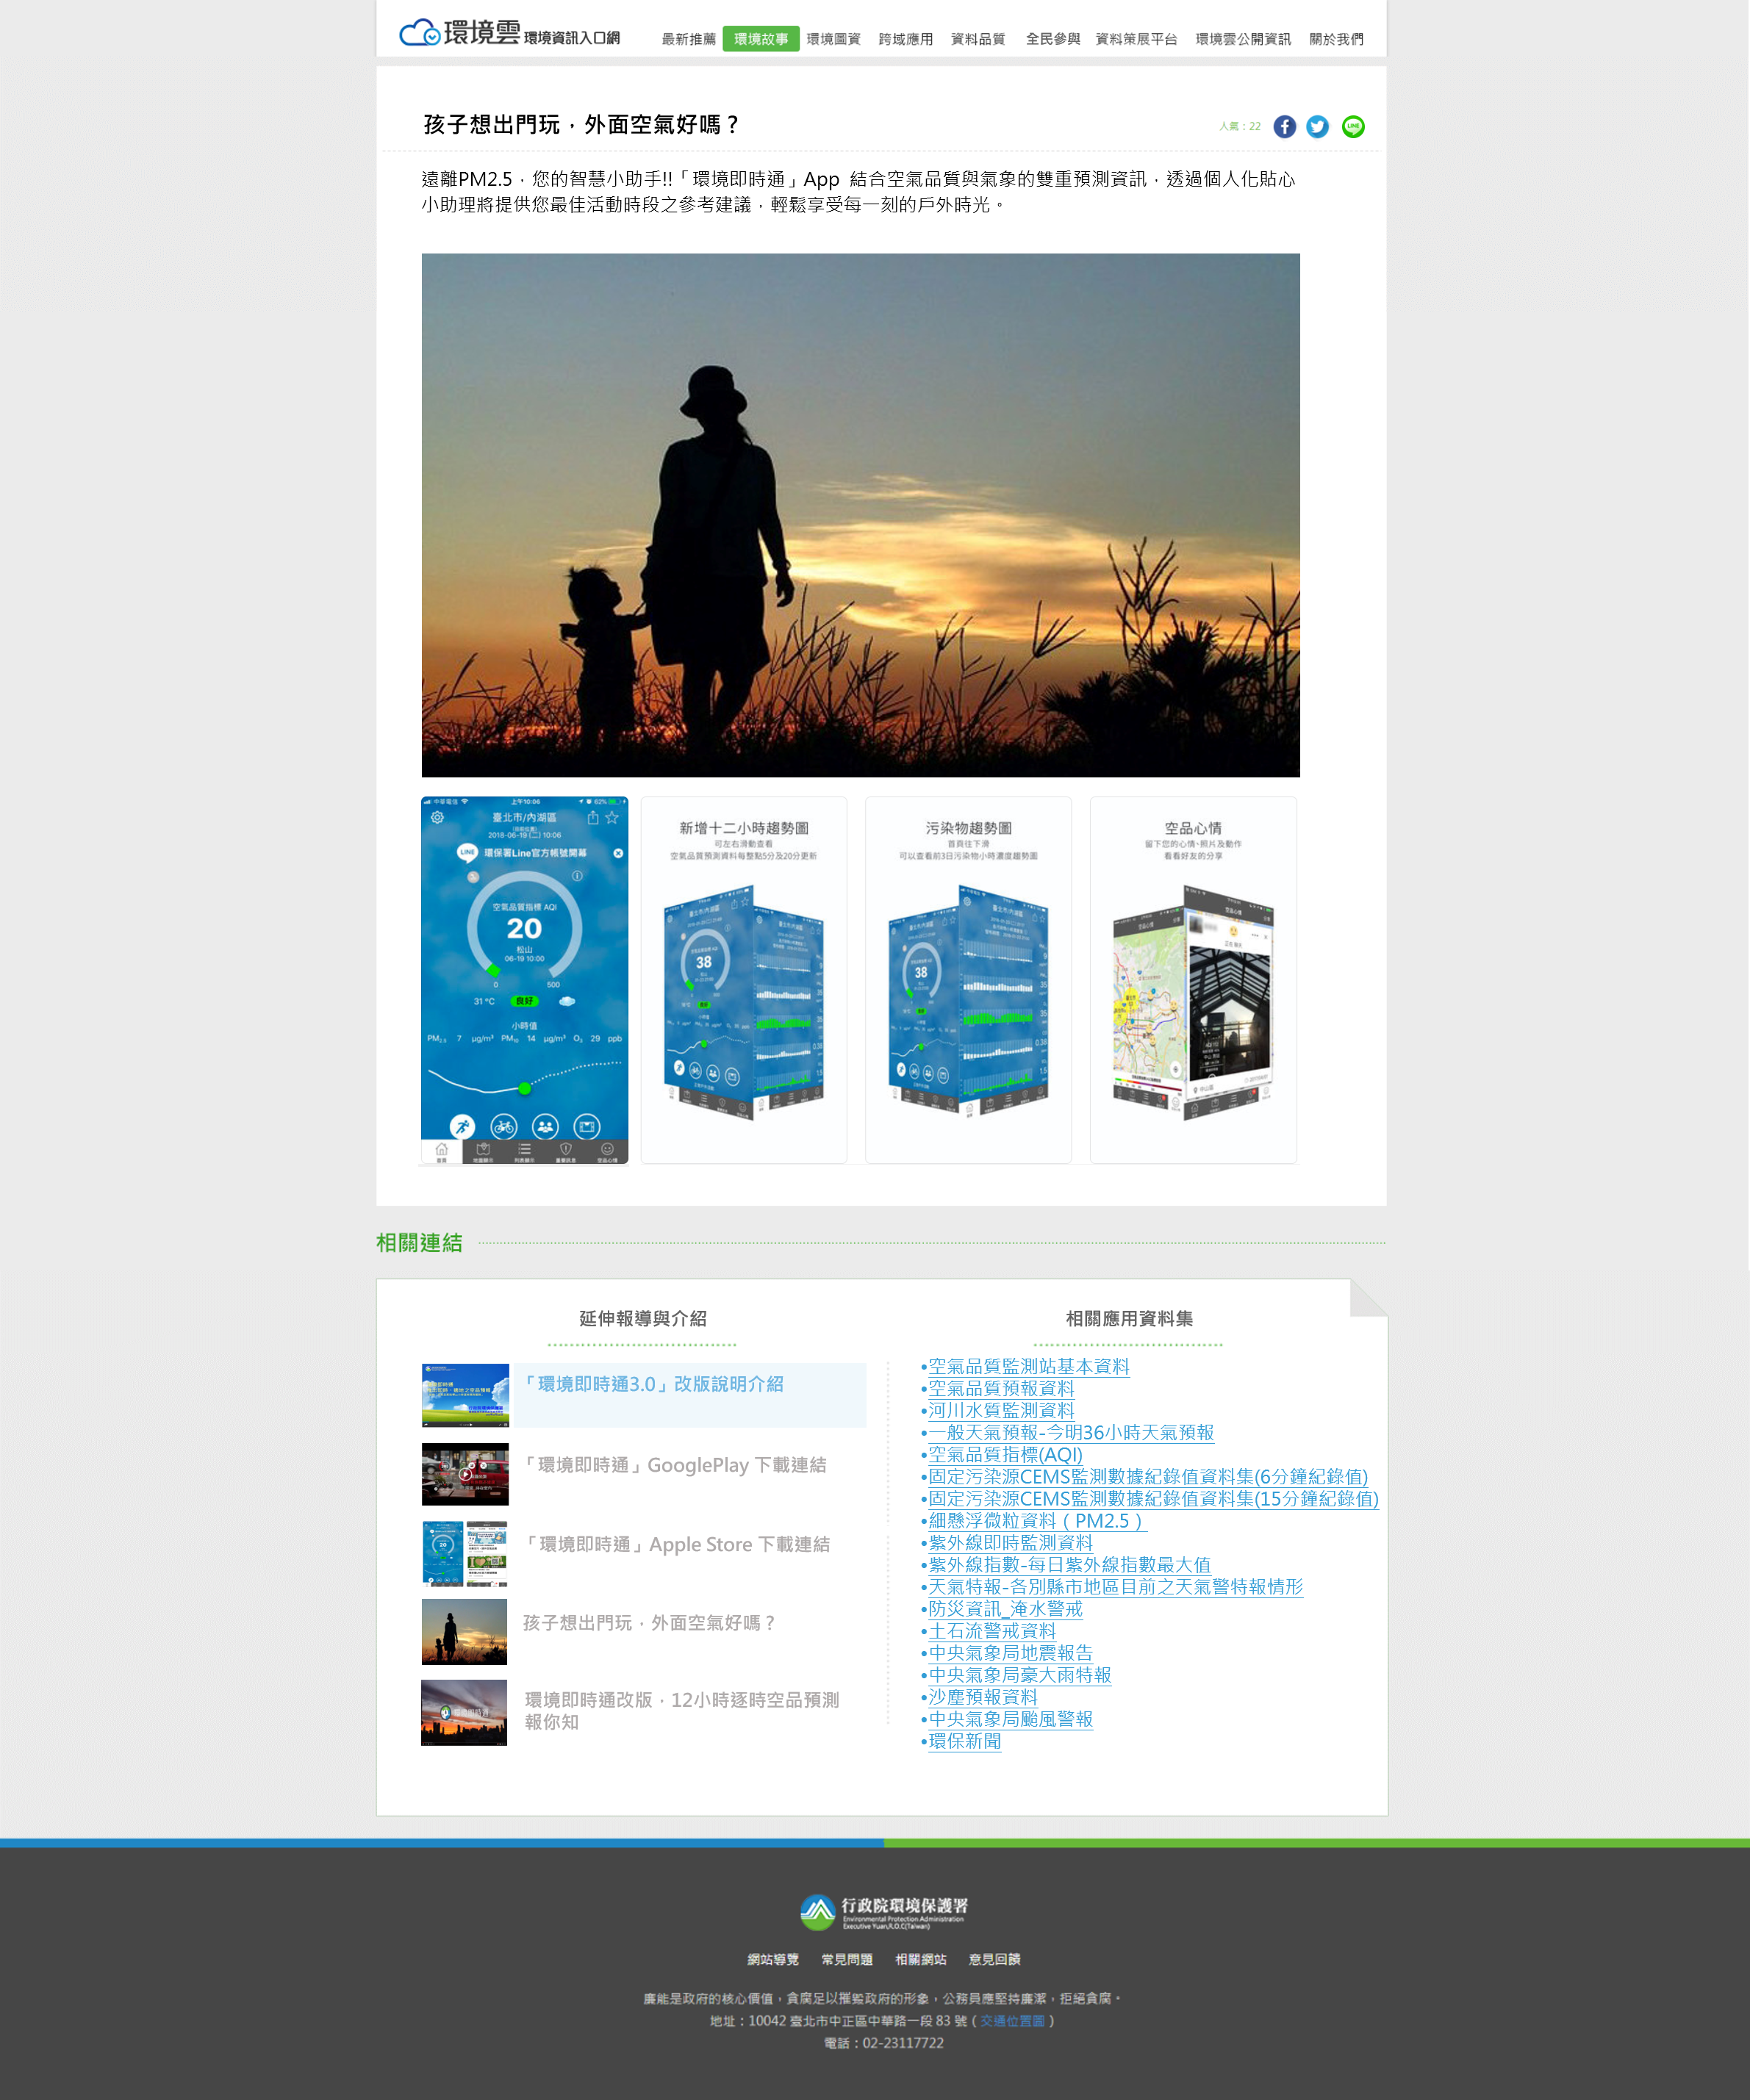 環境雲 環境資訊入口網
最新推薦 環境故事 環境圖資 跨域應用 資料品質 全民參與 資料策展平台 環境雲公開資訊 關於我們
孩子想出門玩，外面空氣好嗎？
人氣：22
遠離PM2.5，您的智慧小助手!!「環境即時通」App 結合空氣品質與氣象的雙重預測資訊，透過個人化貼心
小助理將提供您最佳活動時段之參考建議，輕鬆享受每一刻的戶外時光。
中華電信 上午10:06 62%
臺北市/內湖區
2018-06-19 (二) 10:06
LINE 環保署Line官方帳號開幕
空氣品質指標 AQI
20
松山
06-19 10:00
0 500
31 °C 良好
小時值
PM2.5 7 μg/m³ PM10 14 μg/m³ O3 29 ppb
新增十二小時趨勢圖
可左右滑動查看
空氣品質預測資料每整點5分及20分更新
38
污染物趨勢圖
首頁往下滑
可以查看前3日污染物小時濃度趨勢圖
38
空品心情
留下您的心情、照片及動作
看看好友的分享
空品心情
相關連結
延伸報導與介紹
「環境即時通3.0」改版說明介紹
「環境即時通」GooglePlay 下載連結
「環境即時通」Apple Store 下載連結
孩子想出門玩，外面空氣好嗎？
環境即時通改版，12小時逐時空品預測
報你知
相關應用資料集
•空氣品質監測站基本資料
•空氣品質預報資料
•河川水質監測資料
•一般天氣預報-今明36小時天氣預報
•空氣品質指標(AQI)
•固定污染源CEMS監測數據紀錄值資料集(6分鐘紀錄值)
•固定污染源CEMS監測數據紀錄值資料集(15分鐘紀錄值)
•細懸浮微粒資料（PM2.5）
•紫外線即時監測資料
•紫外線指數-每日紫外線指數最大值
•天氣特報-各別縣市地區目前之天氣警特報情形
•防災資訊_淹水警戒
•土石流警戒資料
•中央氣象局地震報告
•中央氣象局豪大雨特報
•沙塵預報資料
•中央氣象局颱風警報
•環保新聞
行政院環境保護署
Environmental Protection Administration
Executive Yuan,R.O.C(Taiwan)
網站導覽 常見問題 相關網站 意見回饋
廉能是政府的核心價值，貪腐足以摧毀政府的形象，公務員應堅持廉潔，拒絕貪腐。
地址：10042 臺北市中正區中華路一段 83 號（交通位置圖）
電話：02-23117722